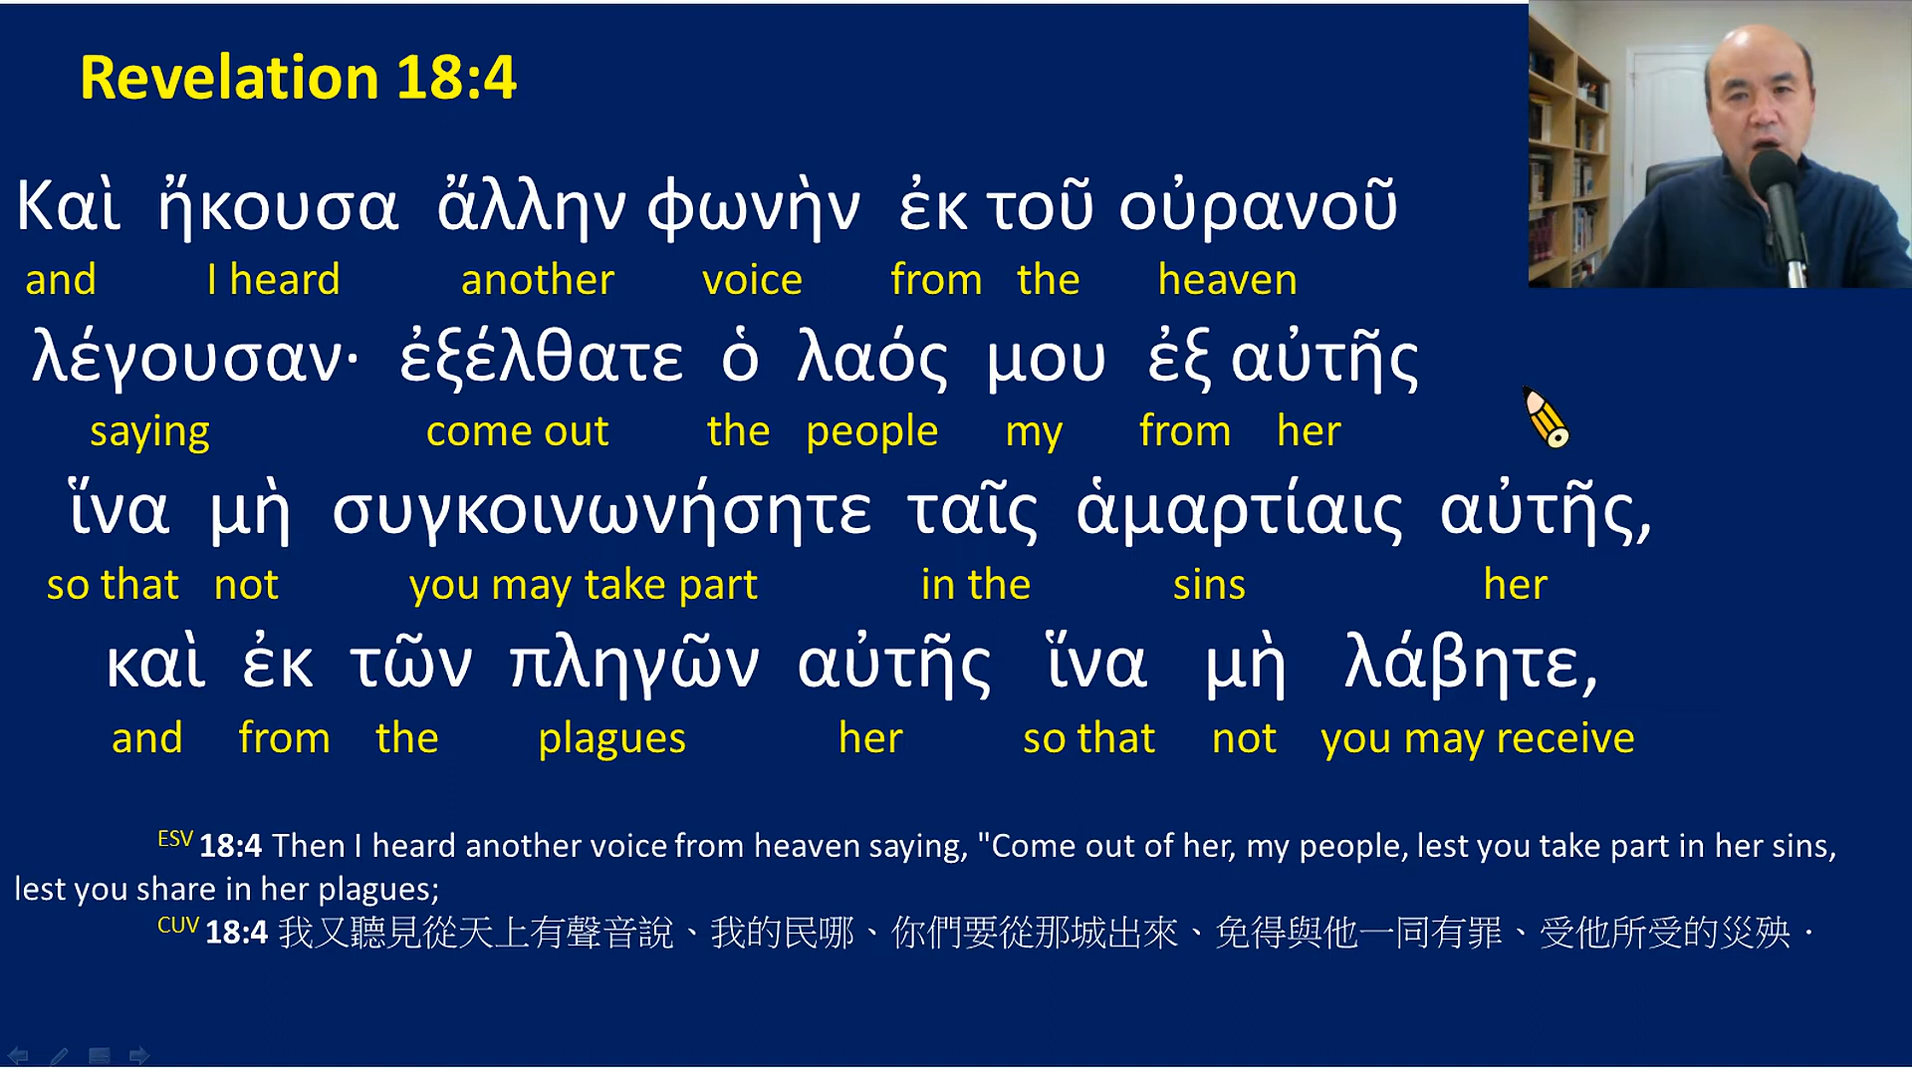 Revelation 18:4
Καὶ ἤκουσα ἄλλην φωνὴν ἐκ τοῦ οὐρανοῦ
and I heard another voice from the heaven
λέγουσαν· ἐξέλθατε ὁ λαός μου ἐξ αὐτῆς
saying come out the people my from her
ἵνα μὴ συγκοινωνήσητε ταῖς ἁμαρτίαις αὐτῆς,
so that not you may take part in the sins her
καὶ ἐκ τῶν πληγῶν αὐτῆς ἵνα μὴ λάβητε,
and from the plagues her so that not you may receive
ESV 18:4 Then I heard another voice from heaven saying, "Come out of her, my people, lest you take part in her sins,
lest you share in her plagues;
CUV 18:4 我又聽見從天上有聲音說、我的民哪、你們要從那城出來、免得與他一同有罪、受他所受的災殃．